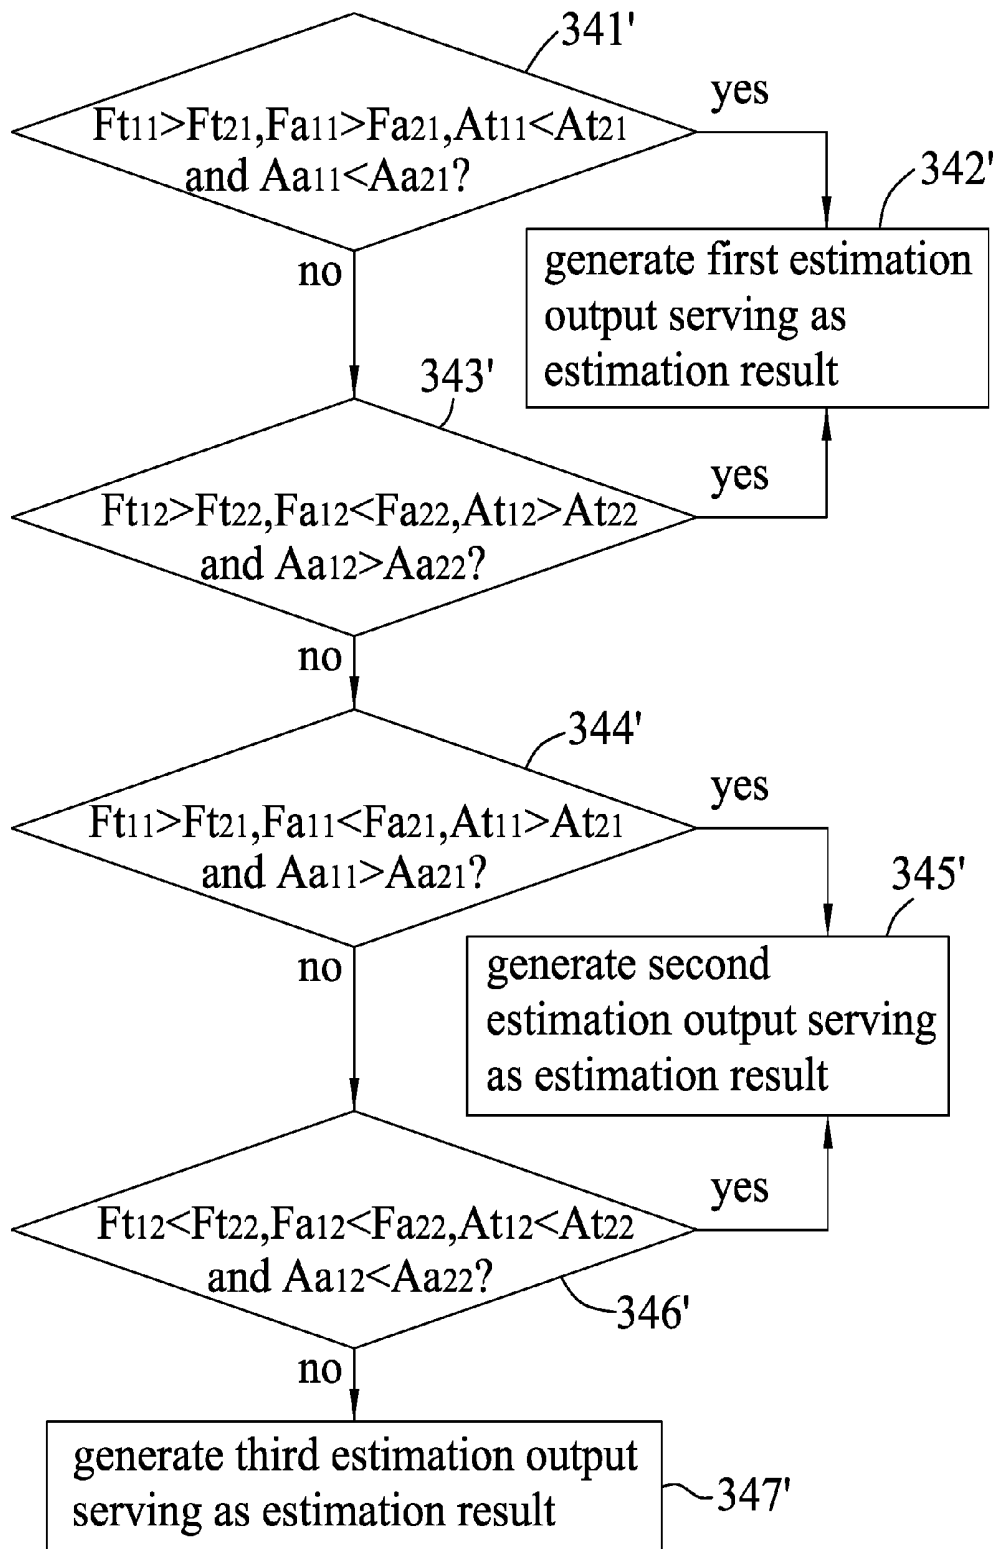 341'
Ft11>Ft21,Fa11>Fa21,At11<At21
and Aa11<Aa21?
yes
no
342'
generate first estimation
output serving as
estimation result
343'
Ft12>Ft22,Fa12<Fa22,At12>At22
and Aa12>Aa22?
yes
no
344'
Ft11>Ft21,Fa11<Fa21,At11>At21
and Aa11>Aa21?
yes
no
345'
generate second
estimation output serving
as estimation result
Ft12<Ft22,Fa12<Fa22,At12<At22
and Aa12<Aa22?
yes
346'
no
generate third estimation output
serving as estimation result
347'